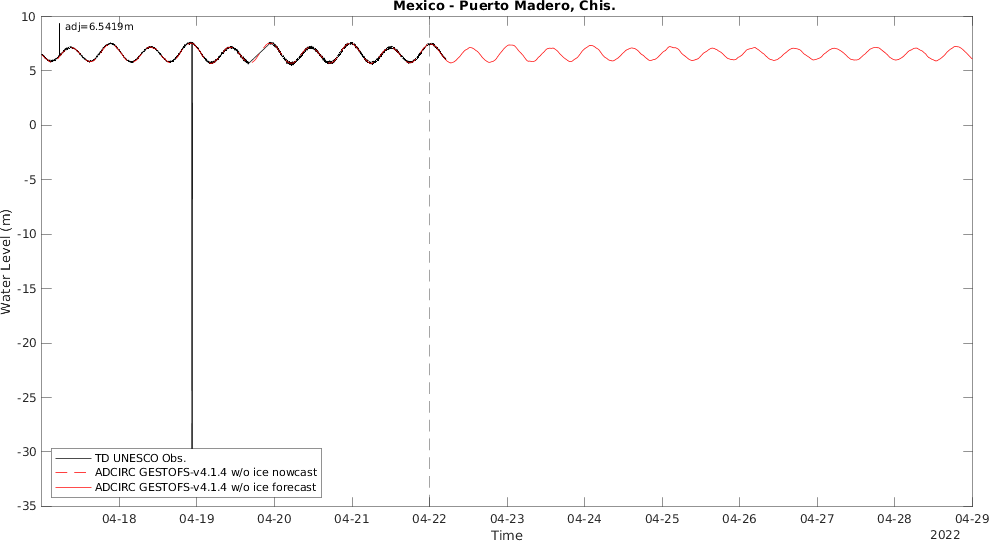 Mexico - Puerto Madero, Chis.
adj=6.5419m
10
5
0
-5
-10
-15
-20
-25
-30
-35
Water Level (m)
TD UNESCO Obs.
ADCIRC GESTOFS-v4.1.4 w/o ice nowcast
ADCIRC GESTOFS-v4.1.4 w/o ice forecast
04-18 04-19 04-20 04-21 04-22 04-23 04-24 04-25 04-26 04-27 04-28 04-29
Time
2022